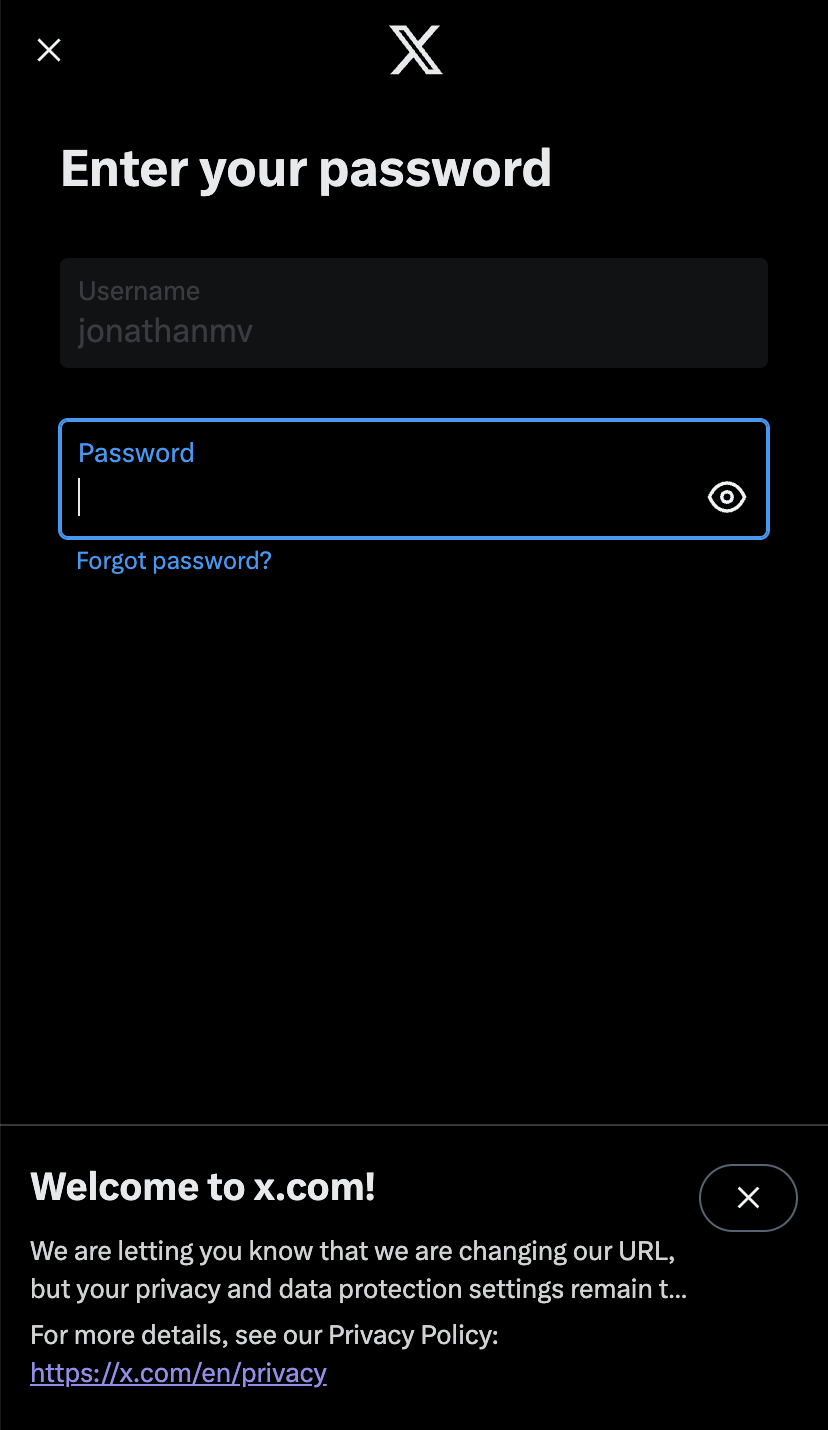 Enter your password
Username
jonathanmv
Password
Forgot password?
Welcome to x.com!
We are letting you know that we are changing our URL,
but your privacy and data protection settings remain t...
For more details, see our Privacy Policy:
https://x.com/en/privacy